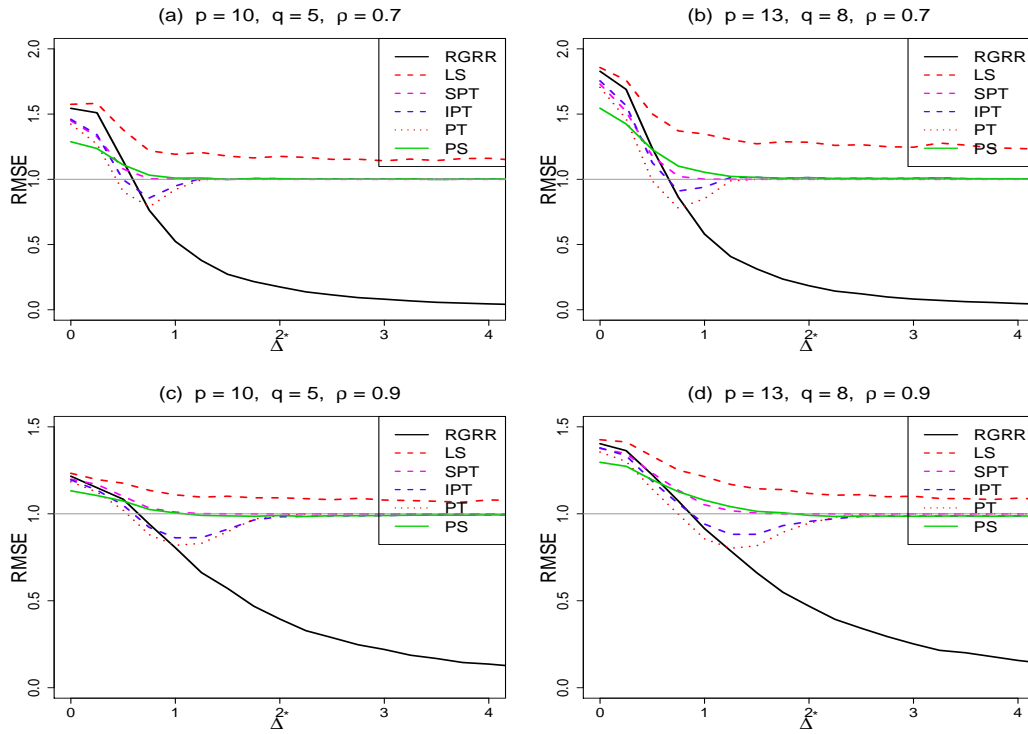 (a) p = 10, q = 5, ρ = 0.7
RMSE
2.0
1.5
1.0
0.5
0.0
0 1 2 3 4
Δ*
RGRR
LS
SPT
IPT
PT
PS
(b) p = 13, q = 8, ρ = 0.7
RMSE
2.0
1.5
1.0
0.5
0.0
0 1 2 3 4
Δ*
RGRR
LS
SPT
IPT
PT
PS
(c) p = 10, q = 5, ρ = 0.9
RMSE
1.5
1.0
0.5
0.0
0 1 2 3 4
Δ*
RGRR
LS
SPT
IPT
PT
PS
(d) p = 13, q = 8, ρ = 0.9
RMSE
1.5
1.0
0.5
0.0
0 1 2 3 4
Δ*
RGRR
LS
SPT
IPT
PT
PS